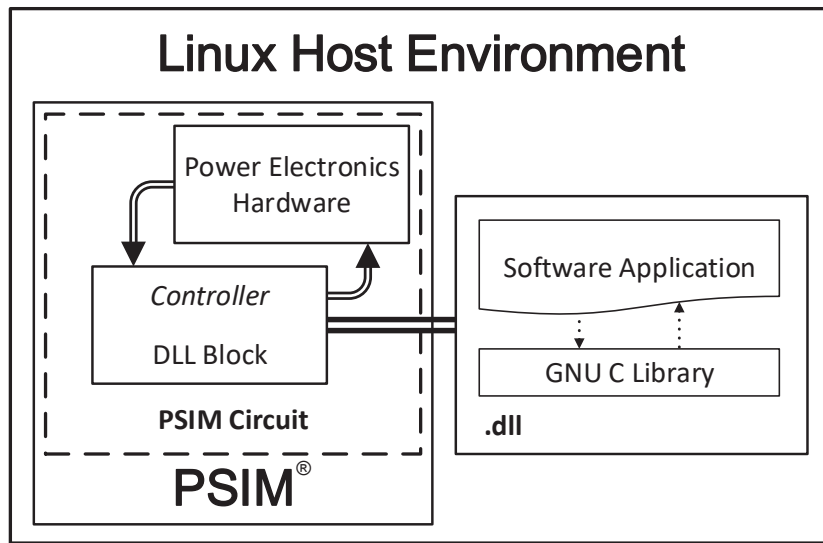 Linux Host Environment
Power Electronics
Hardware
Controller
DLL Block
PSIM Circuit
PSIM®
Software Application
GNU C Library
.dll